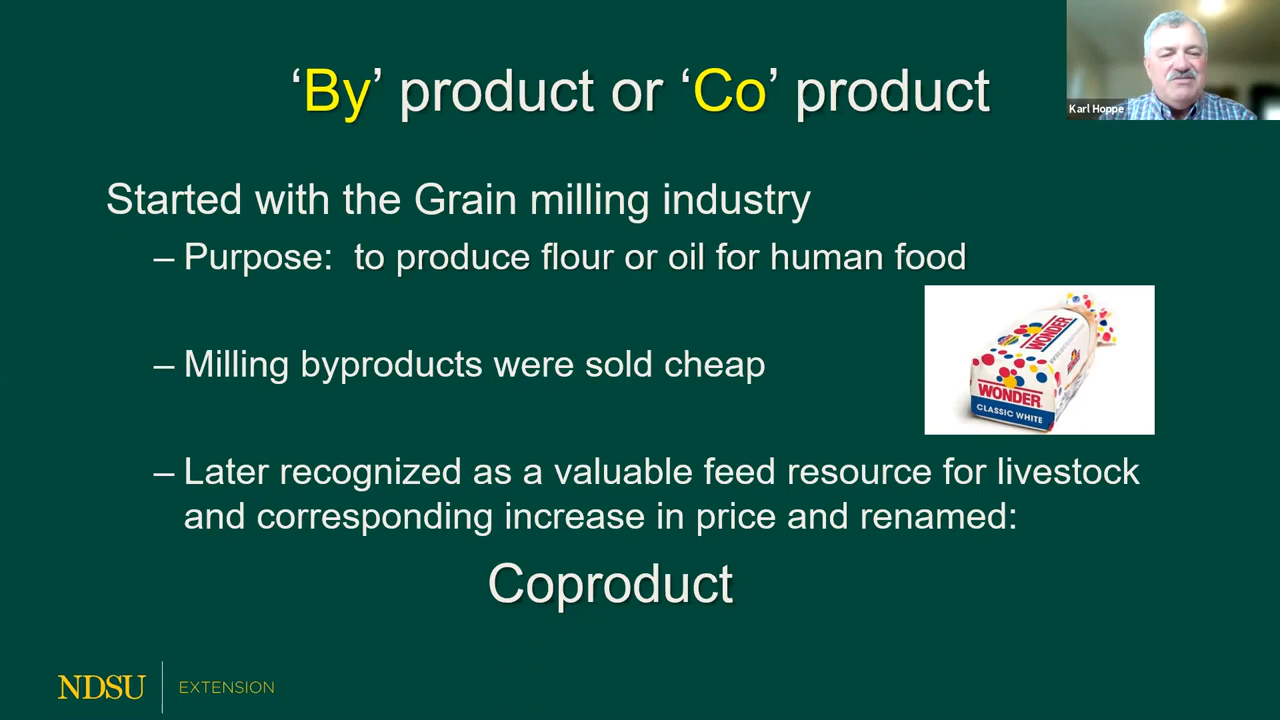 ‘By’ product or ‘Co’ product
Karl Hoppe
Started with the Grain milling industry
– Purpose: to produce flour or oil for human food
WONDER
WONDER
CLASSIC WHITE
– Milling byproducts were sold cheap
– Later recognized as a valuable feed resource for livestock
and corresponding increase in price and renamed:
Coproduct
NDSU EXTENSION